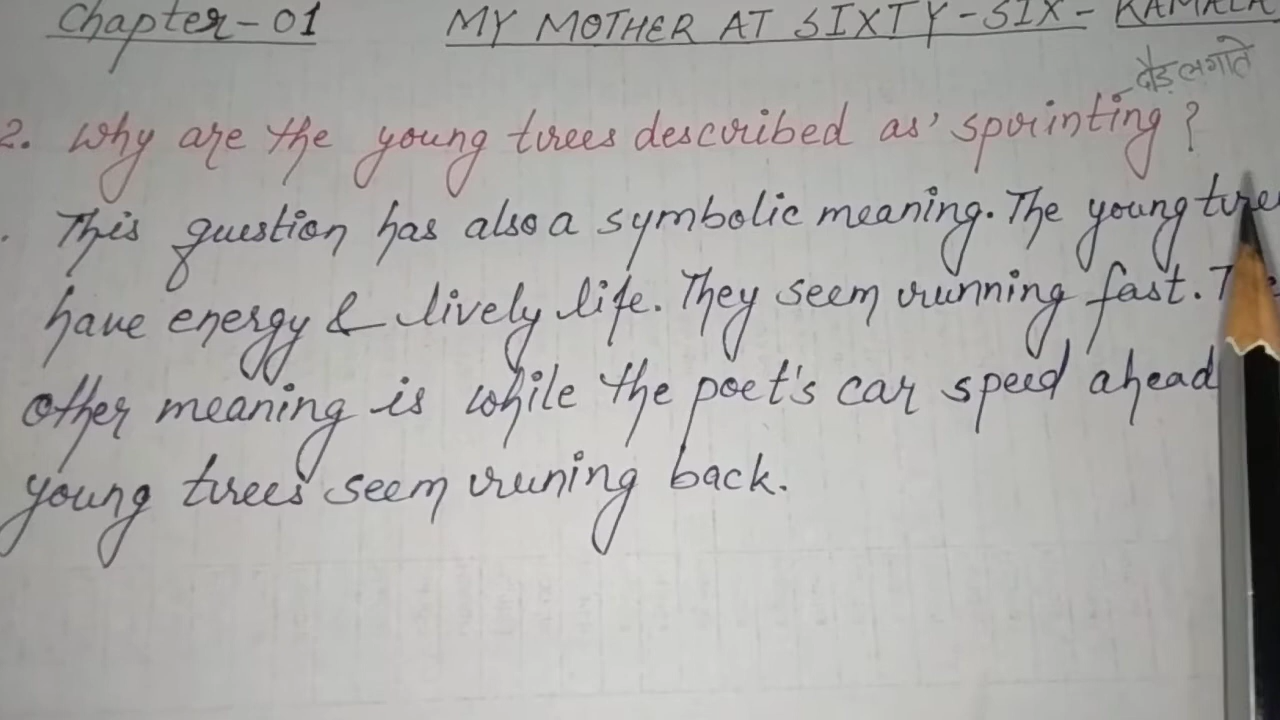 Chapter-01 MY MOTHER AT SIXTY-SIX-
दौड़ लगाते
2. Why are the young trees described as' sprinting?
This question has also a symbolic meaning. The young
have energy & lively life. They seem running fast.
other meaning is while the poet's car speed ahead
young trees seem runing back.